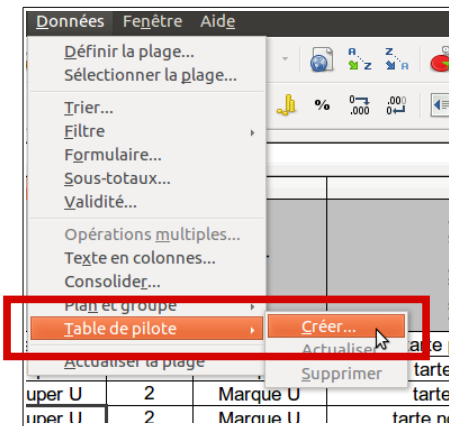 Données Fenêtre Aide
Définir la plage...
Sélectionner la plage...
Trier...
Filtre
Formulaire...
Sous-totaux...
Validité...
Opérations multiples...
Texte en colonnes...
Consolider...
Plan et groupe
Table de pilote
Créer...
Actualiser
Actualiser la plage
Supprimer
tarte
uper U 2 Marque U tarte
uper U 2 Marque U tarte